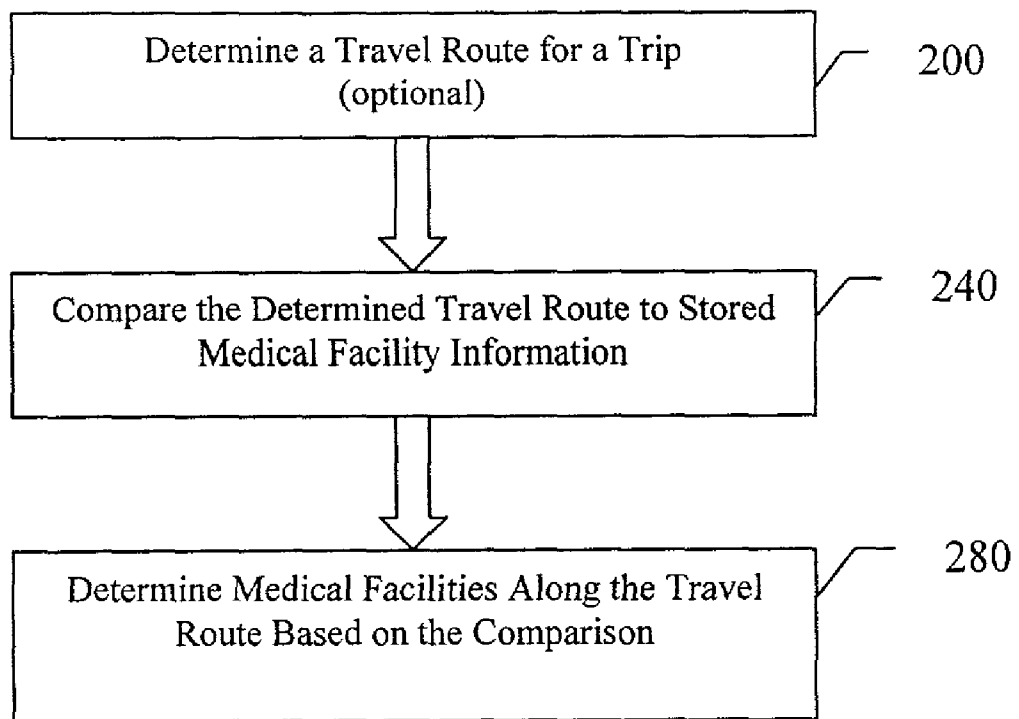 Determine a Travel Route for a Trip
(optional)
200
Compare the Determined Travel Route to Stored
Medical Facility Information
240
Determine Medical Facilities Along the Travel
Route Based on the Comparison
280